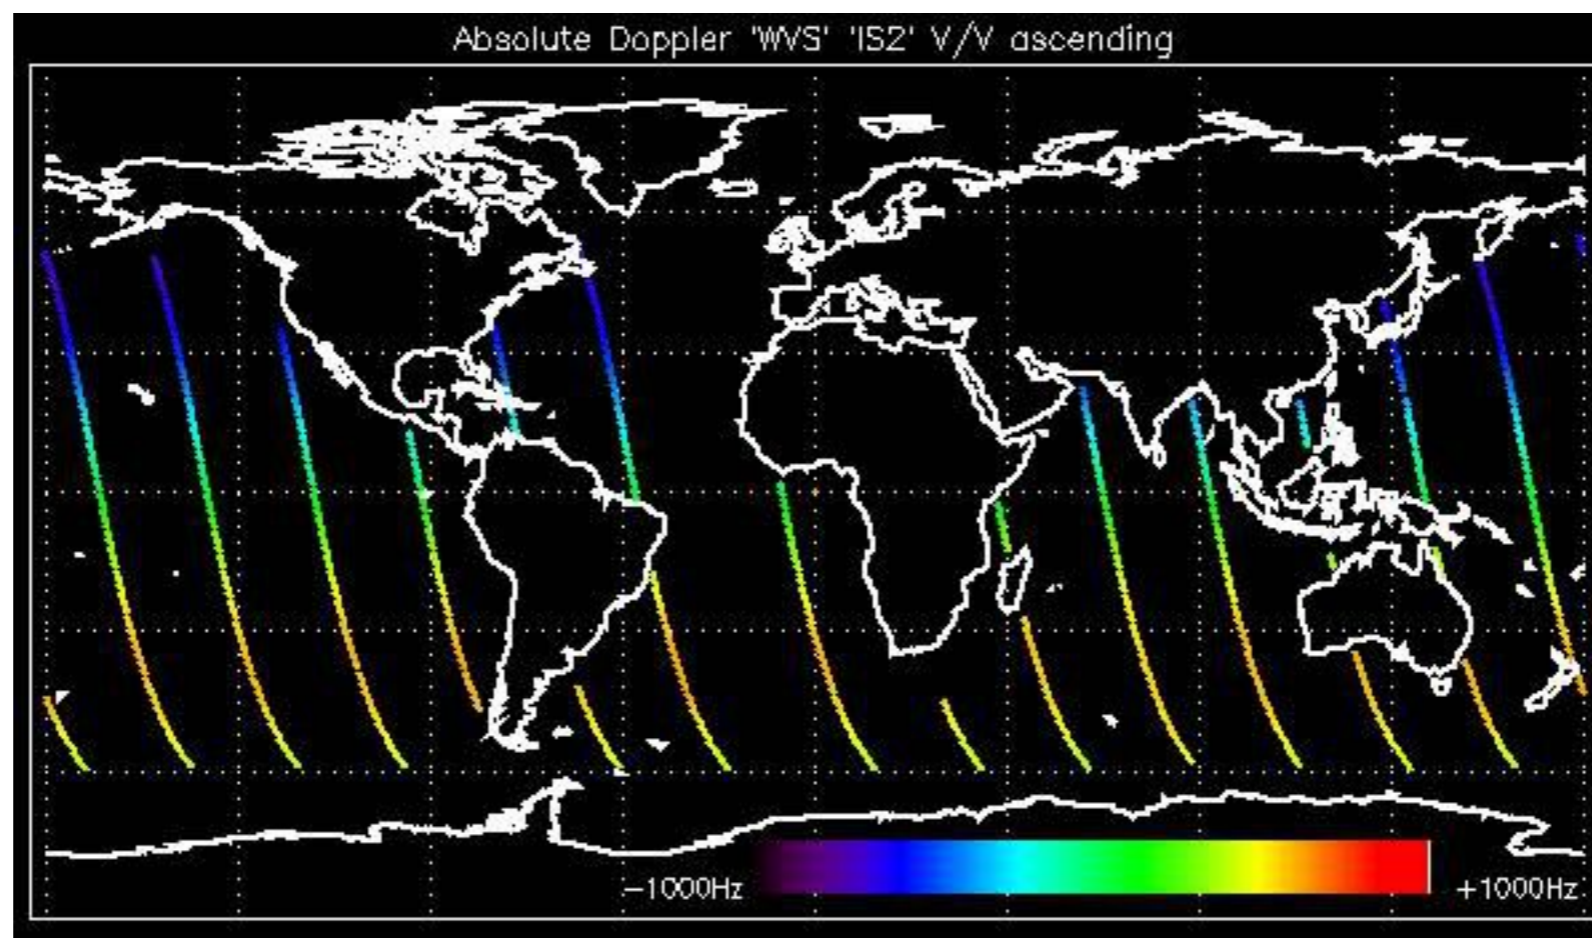 Absolute Doppler 'WVS' 'IS2' V/V ascending
−1000Hz +1000Hz